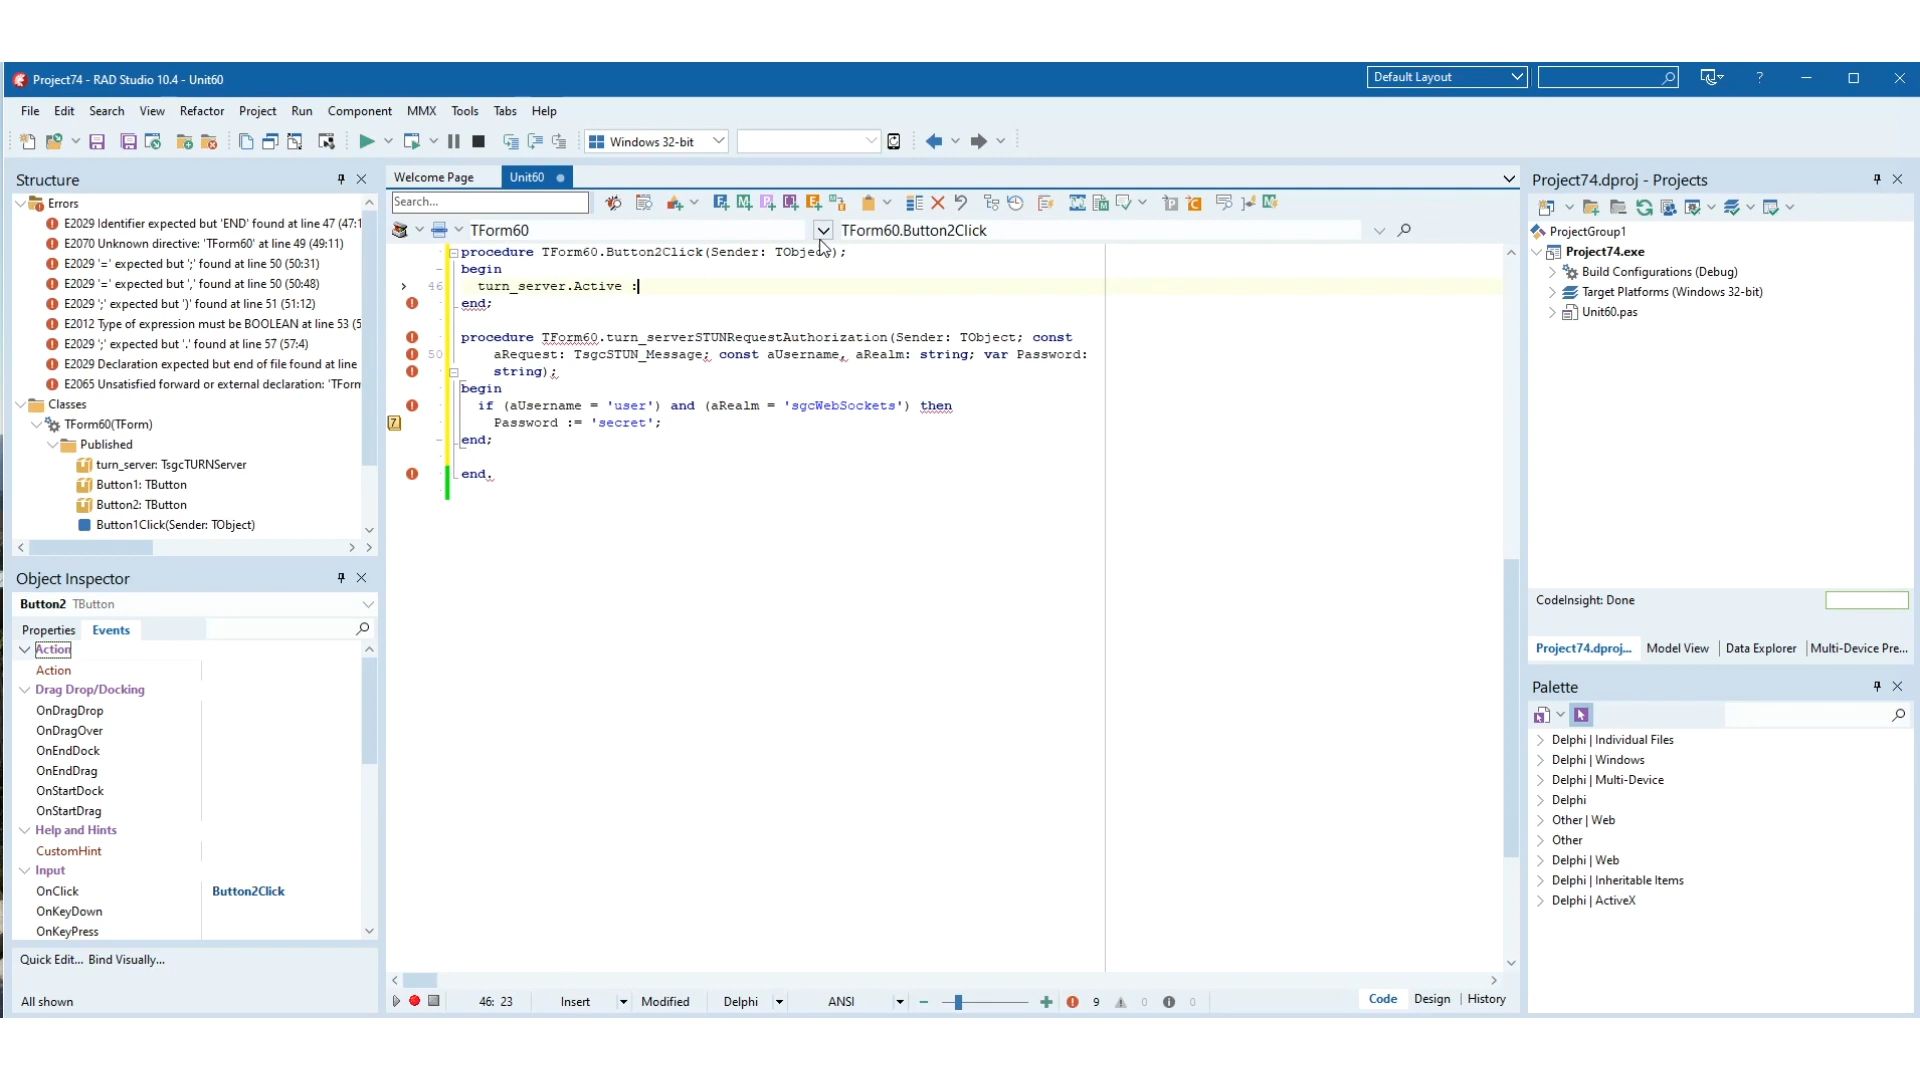 Project74 - RAD Studio 10.4 - Unit60
Default Layout
?
File Edit Search View Refactor Project Run Component MMX Tools Tabs Help
Windows 32-bit
Structure
Errors
E2029 Identifier expected but 'END' found at line 47 (47:1
E2070 Unknown directive: 'TForm60' at line 49 (49:11)
E2029 '=' expected but ';' found at line 50 (50:31)
E2029 '=' expected but ',' found at line 50 (50:48)
E2029 ';' expected but ')' found at line 51 (51:12)
E2012 Type of expression must be BOOLEAN at line 53 (5
E2029 ';' expected but '.' found at line 57 (57:4)
E2029 Declaration expected but end of file found at line
E2065 Unsatisfied forward or external declaration: 'TForm
Classes
TForm60(TForm)
Published
turn_server: TsgcTURNServer
Button1: TButton
Button2: TButton
Button1Click(Sender: TObject)
Object Inspector
Button2 TButton
Properties Events
Action
Action
Drag Drop/Docking
OnDragDrop
OnDragOver
OnEndDock
OnEndDrag
OnStartDock
OnStartDrag
Help and Hints
CustomHint
Input
OnClick Button2Click
OnKeyDown
OnKeyPress
Quick Edit... Bind Visually...
All shown
Welcome Page Unit60
Search...
TForm60 TForm60.Button2Click
procedure TForm60.Button2Click(Sender: TObject);
begin
46 turn_server.Active :
end;
procedure TForm60.turn_serverSTUNRequestAuthorization(Sender: TObject; const
50 aRequest: TsgcSTUN_Message; const aUsername, aRealm: string; var Password:
string);
begin
if (aUsername = 'user') and (aRealm = 'sgcWebSockets') then
7 Password := 'secret';
end;
end.
46: 23 Insert Modified Delphi ANSI 9 0 0 Code Design History
Project74.dproj - Projects
ProjectGroup1
Project74.exe
Build Configurations (Debug)
Target Platforms (Windows 32-bit)
Unit60.pas
CodeInsight: Done
Project74.dproj... Model View Data Explorer Multi-Device Pre...
Palette
Delphi | Individual Files
Delphi | Windows
Delphi | Multi-Device
Delphi
Other | Web
Other
Delphi | Web
Delphi | Inheritable Items
Delphi | ActiveX